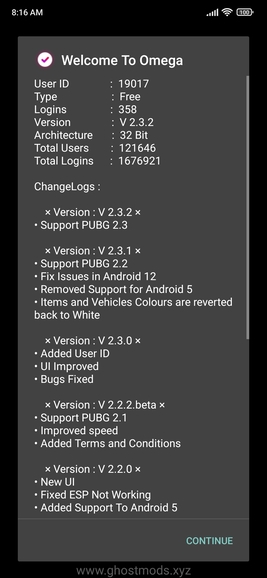 8:16 AM
100
Welcome To Omega
User ID : 19017
Type : Free
Logins : 358
Version : V 2.3.2
Architecture : 32 Bit
Total Users : 121646
Total Logins : 1676921
ChangeLogs :
× Version : V 2.3.2 ×
• Support PUBG 2.3
× Version : V 2.3.1 ×
• Support PUBG 2.2
• Fix Issues in Android 12
• Removed Support for Android 5
• Items and Vehicles Colours are reverted
back to White
× Version : V 2.3.0 ×
• Added User ID
• UI Improved
• Bugs Fixed
× Version : V 2.2.2.beta ×
• Support PUBG 2.1
• Improved speed
• Added Terms and Conditions
× Version : V 2.2.0 ×
• New UI
• Fixed ESP Not Working
• Added Support To Android 5
CONTINUE
www.ghostmods.xyz